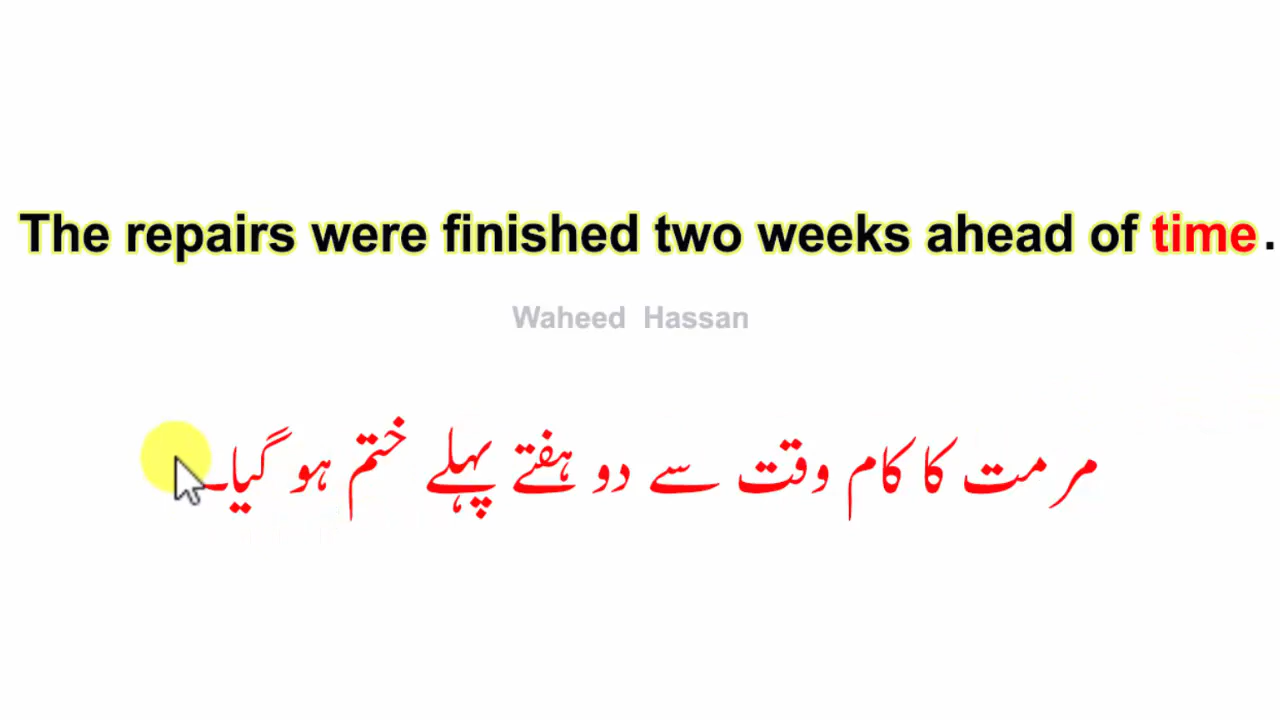 The repairs were finished two weeks ahead of time.
Waheed Hassan
مرمت کا کام وقت سے دو ہفتے پہلے ختم ہو گیا۔